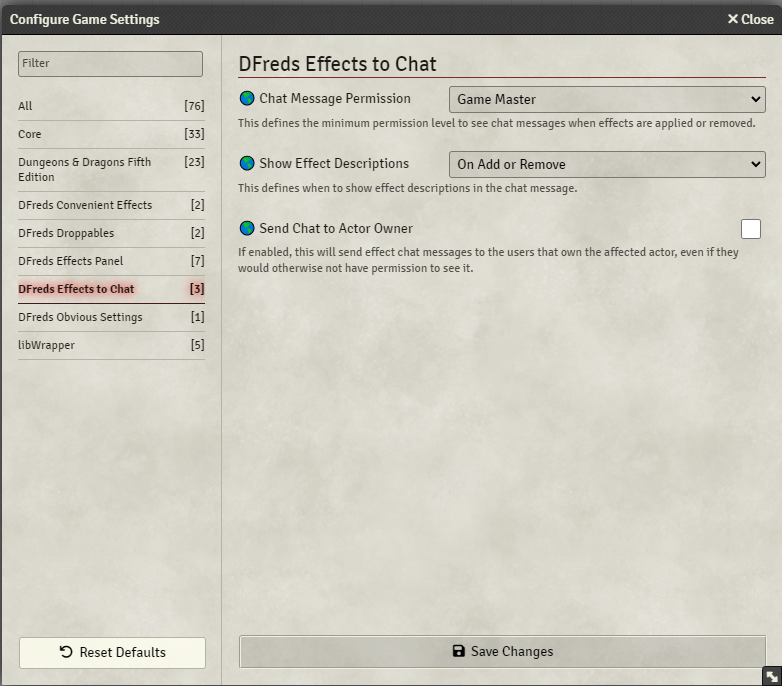 Configure Game Settings
Close
Filter
All [76]
Core [33]
Dungeons & Dragons Fifth [23]
Edition
DFreds Convenient Effects [2]
DFreds Droppables [2]
DFreds Effects Panel [7]
DFreds Effects to Chat [3]
DFreds Obvious Settings [1]
libWrapper [5]
Reset Defaults
DFreds Effects to Chat
Chat Message Permission Game Master
This defines the minimum permission level to see chat messages when effects are applied or removed.
Show Effect Descriptions On Add or Remove
This defines when to show effect descriptions in the chat message.
Send Chat to Actor Owner
If enabled, this will send effect chat messages to the users that own the affected actor, even if they
would otherwise not have permission to see it.
Save Changes